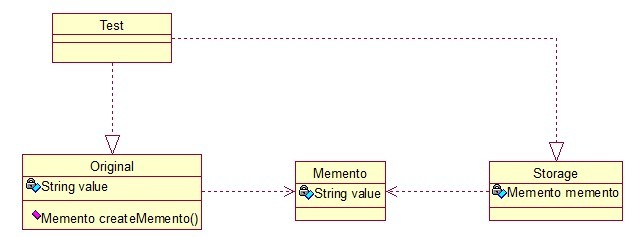 Test
Original
String value
Memento createMemento()
Memento
String value
Storage
Memento memento